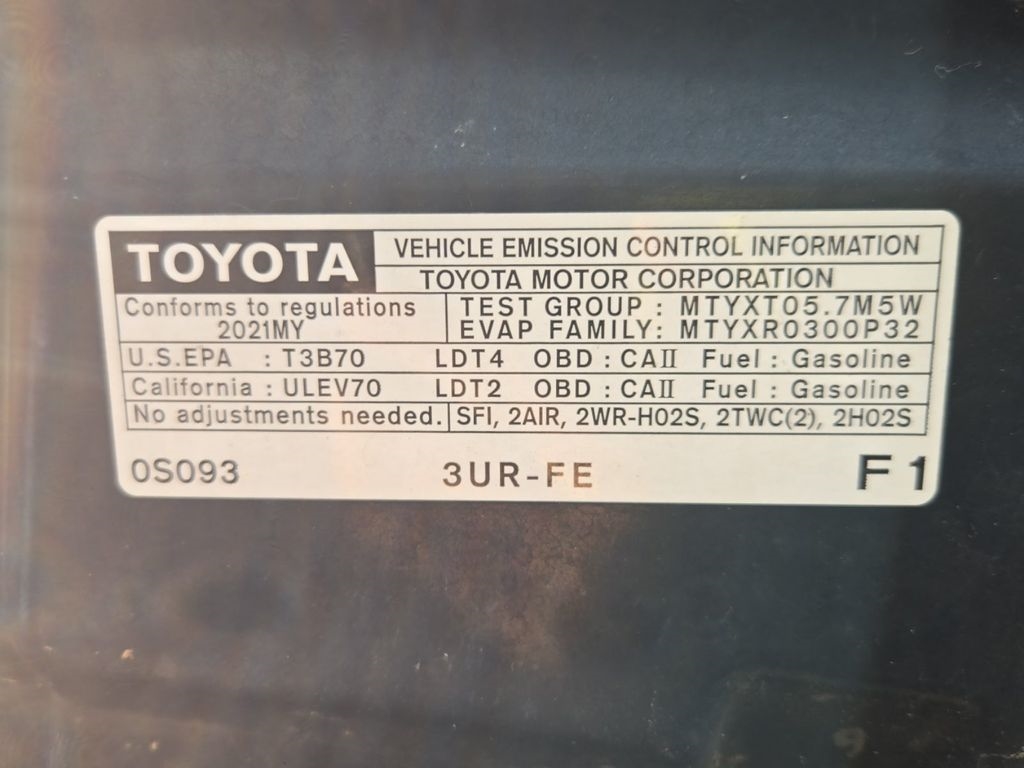 TOYOTA
VEHICLE EMISSION CONTROL INFORMATION
TOYOTA MOTOR CORPORATION
Conforms to regulations
2021MY
TEST GROUP : MTYXT05.7M5W
EVAP FAMILY: MTYXR0300P32
U.S.EPA : T3B70 LDT4 OBD : CAII Fuel : Gasoline
California : ULEV70 LDT2 OBD : CAII Fuel : Gasoline
No adjustments needed. SFI, 2AIR, 2WR-HO2S, 2TWC(2), 2HO2S
0S093 3UR-FE F1